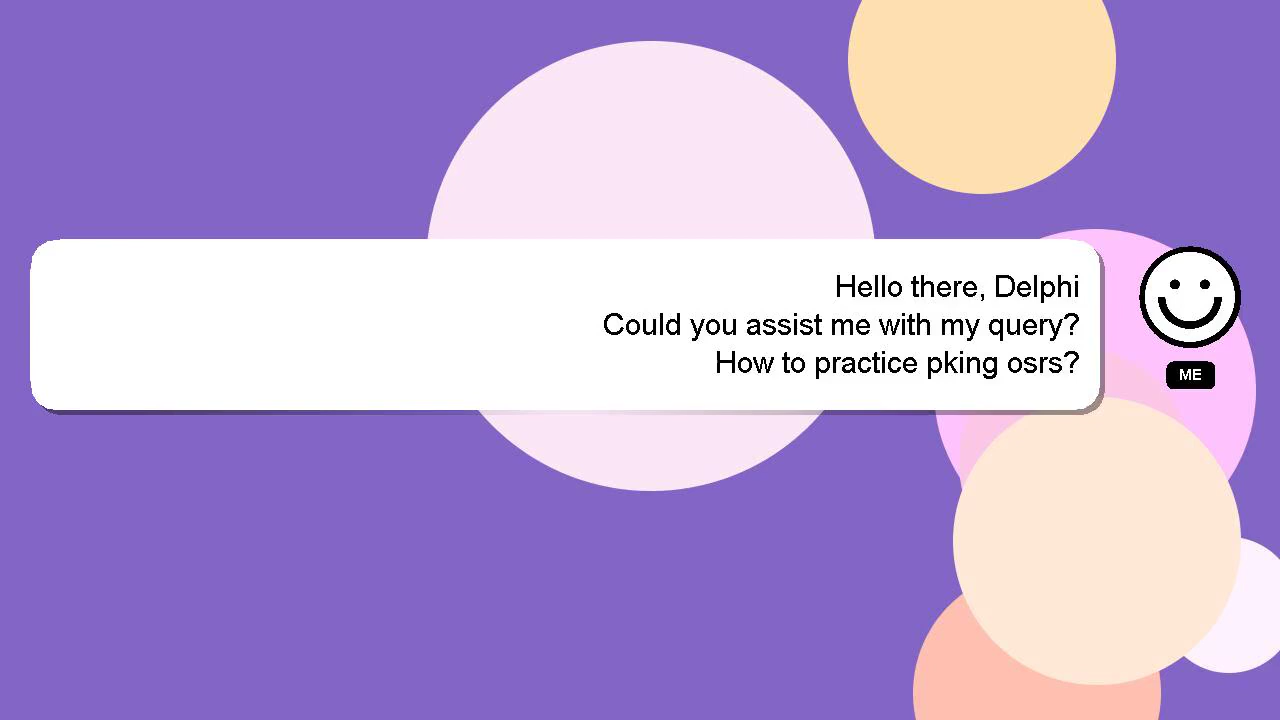 Hello there, Delphi
Could you assist me with my query?
How to practice pking osrs?
ME